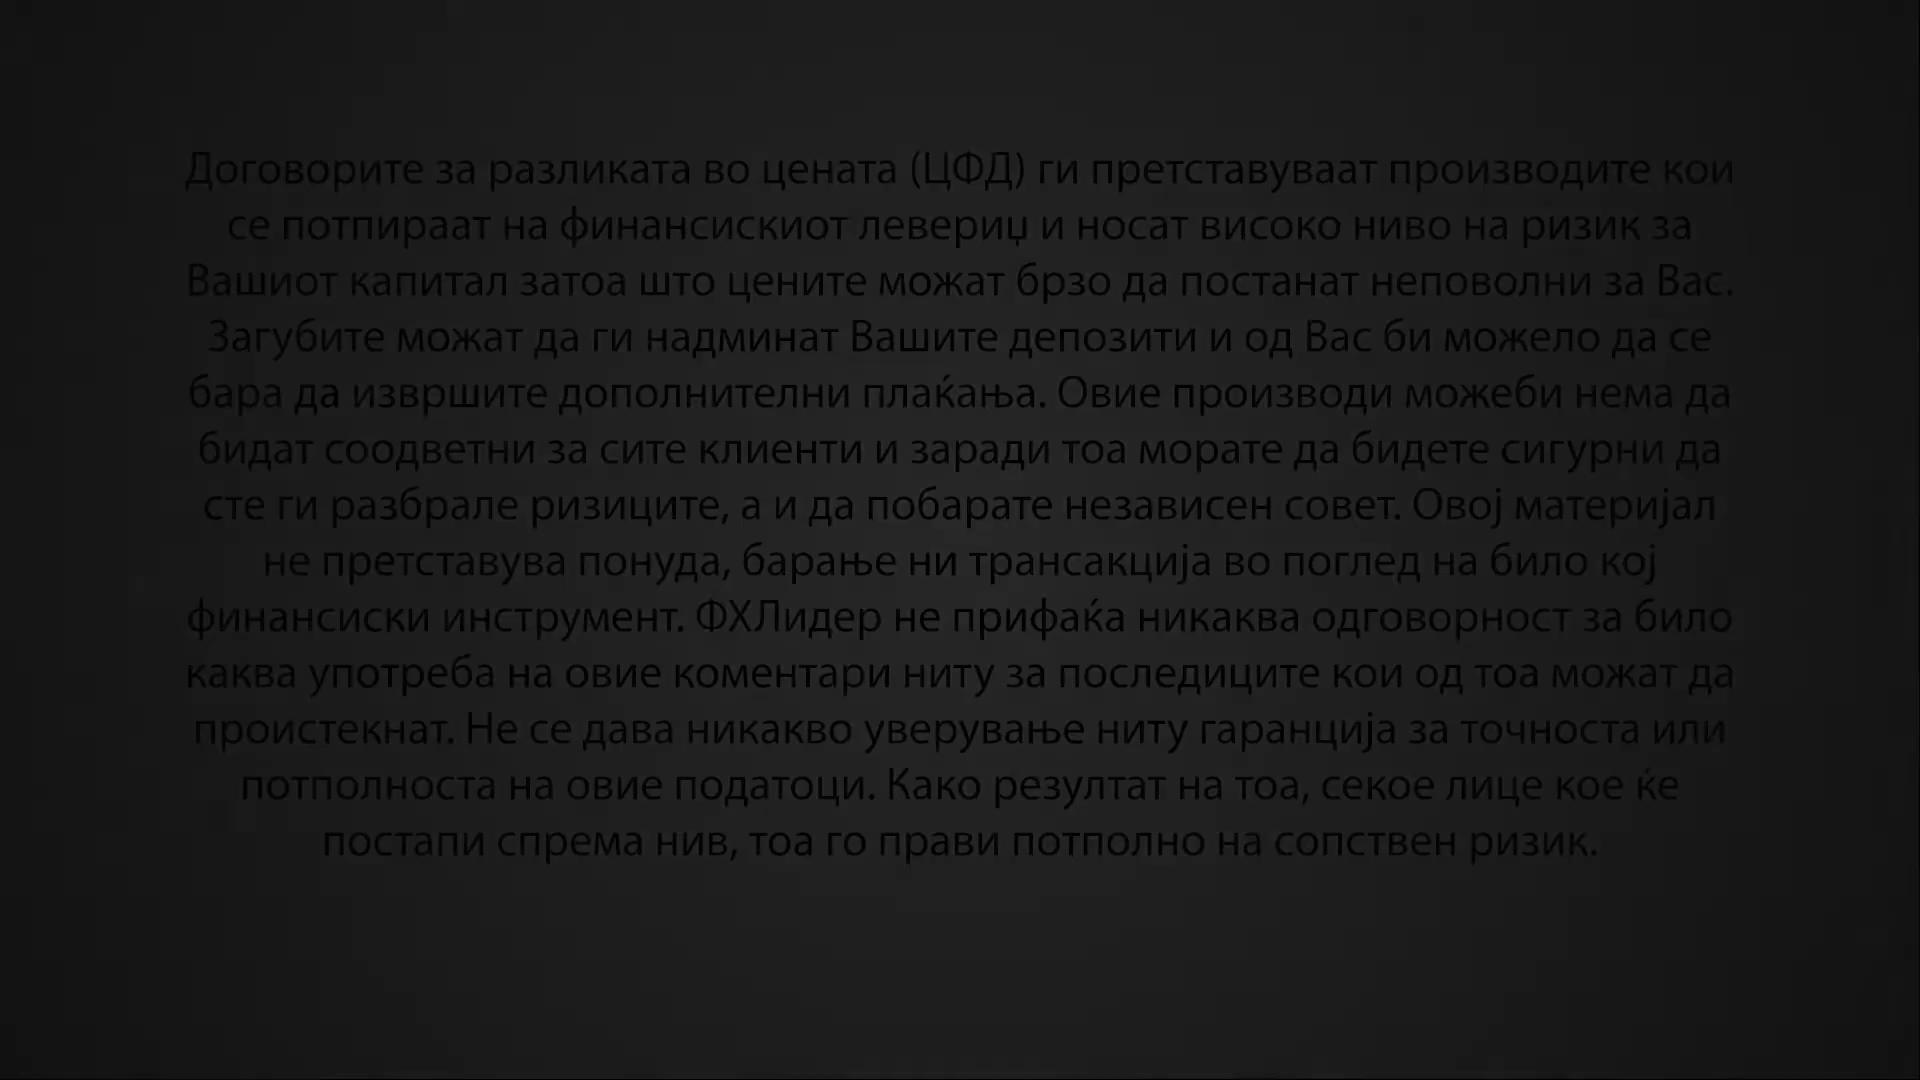 Договорите за разликата во цената (ЦФД) ги претставуваат производите кои
се потпираат на финансискиот левериџ и носат високо ниво на ризик за
Вашиот капитал затоа што цените можат брзо да постанат неповолни за Вас.
Загубите можат да ги надминат Вашите депозити и од Вас би можело да се
бара да извршите дополнителни плаќања. Овие производи можеби нема да
бидат соодветни за сите клиенти и заради тоа морате да бидете сигурни да
сте ги разбрале ризиците, а и да побарате независен совет. Овој материјал
не претставува понуда, барање ни трансакција во поглед на било кој
финансиски инструмент. ФХЛидер не прифаќа никаква одговорност за било
каква употреба на овие коментари ниту за последиците кои од тоа можат да
проистекнат. Не се дава никакво уверување ниту гаранција за точноста или
потполноста на овие податоци. Како резултат на тоа, секое лице кое ќе
постапи спрема нив, тоа го прави потполно на сопствен ризик.